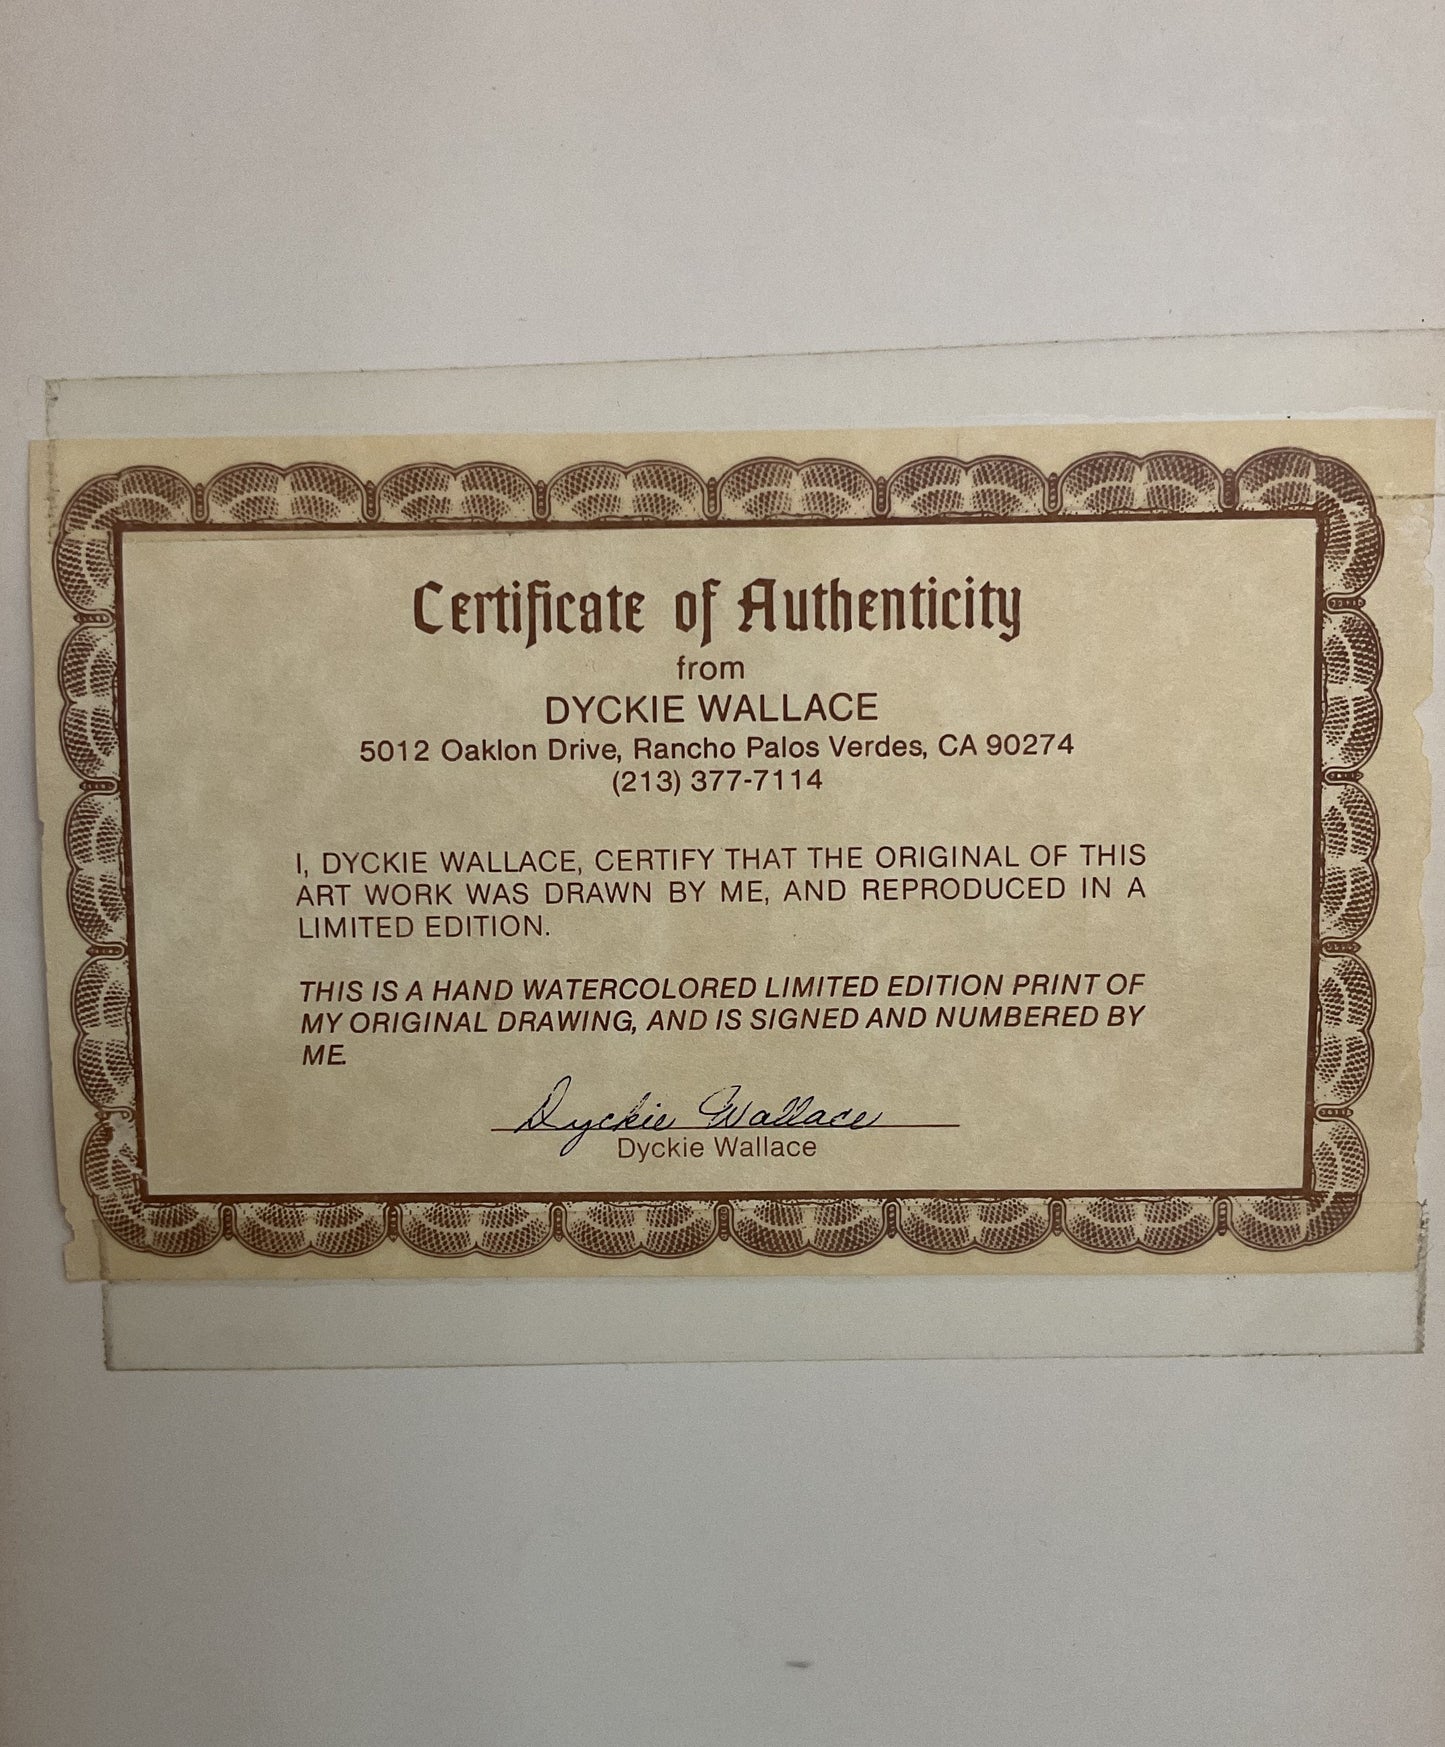 Certificate of Authenticity
from
DYCKIE WALLACE
5012 Oaklon Drive, Rancho Palos Verdes, CA 90274
(213) 377-7114
I, DYCKIE WALLACE, CERTIFY THAT THE ORIGINAL OF THIS
ART WORK WAS DRAWN BY ME, AND REPRODUCED IN A
LIMITED EDITION.
THIS IS A HAND WATERCOLORED LIMITED EDITION PRINT OF
MY ORIGINAL DRAWING, AND IS SIGNED AND NUMBERED BY
ME.
Dyckie Wallace
Dyckie Wallace